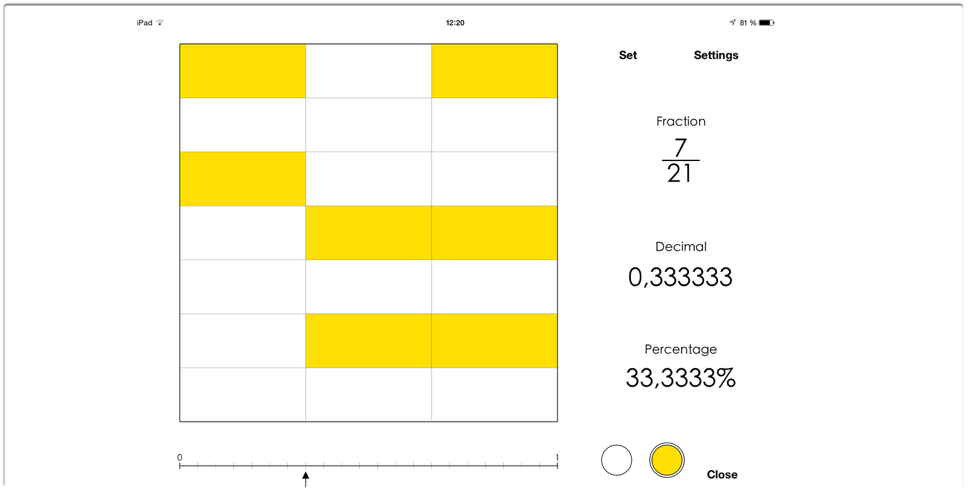 iPad 12:20 81 %
Set Settings
Fraction
7
21
Decimal
0,333333
Percentage
33,3333%
0 1
Close